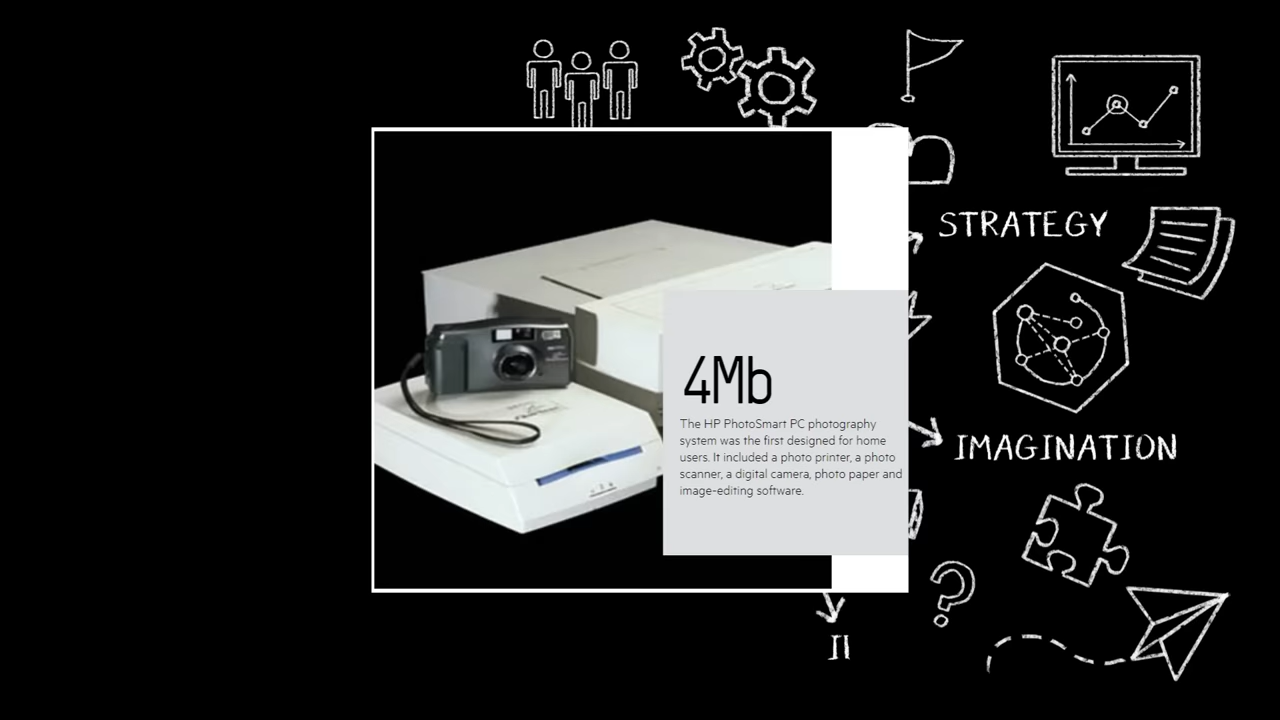 STRATEGY
4Mb
The HP PhotoSmart PC photography
system was the first designed for home
users. It included a photo printer, a photo
scanner, a digital camera, photo paper and
image-editing software.
IMAGINATION
?